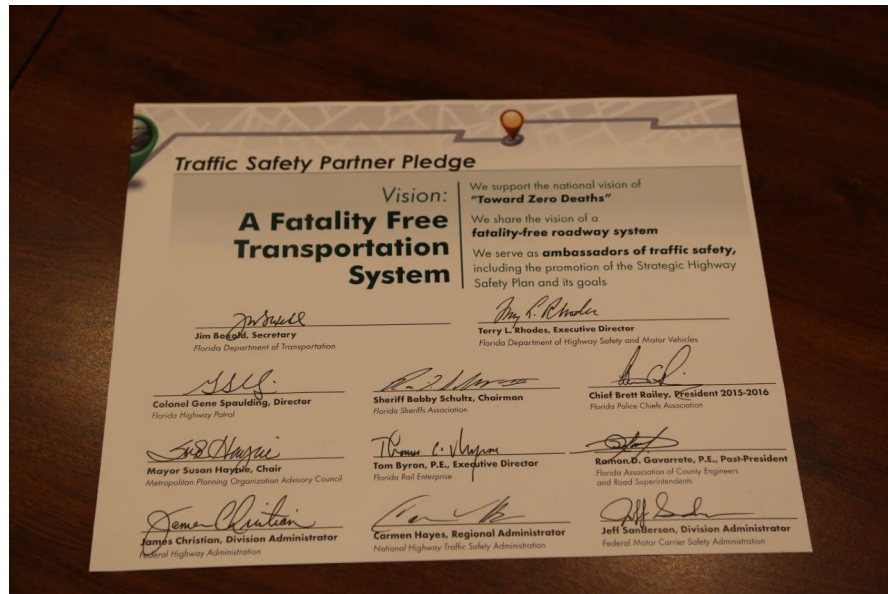 Traffic Safety Partner Pledge
Vision:
A Fatality Free
Transportation
System
We support the national vision of
"Toward Zero Deaths"
We share the vision of a
fatality-free roadway system
We serve as ambassadors of traffic safety,
including the promotion of the Strategic Highway
Safety Plan and its goals
Jim Boxold, Secretary
Florida Department of Transportation
Terry L. Rhodes, Executive Director
Florida Department of Highway Safety and Motor Vehicles
Colonel Gene Spaulding, Director
Florida Highway Patrol
Sheriff Bobby Schultz, Chairman
Florida Sheriffs Association
Chief Brett Railey, President 2015-2016
Florida Police Chiefs Association
Mayor Susan Haynie, Chair
Metropolitan Planning Organization Advisory Council
Tom Byron, P.E., Executive Director
Florida Rail Enterprise
Ramon D. Gavarrete, P.E., Past-President
Florida Association of County Engineers
and Road Superintendents
James Christian, Division Administrator
Federal Highway Administration
Carmen Hayes, Regional Administrator
National Highway Traffic Safety Administration
Jeff Sanderson, Division Administrator
Federal Motor Carrier Safety Administration